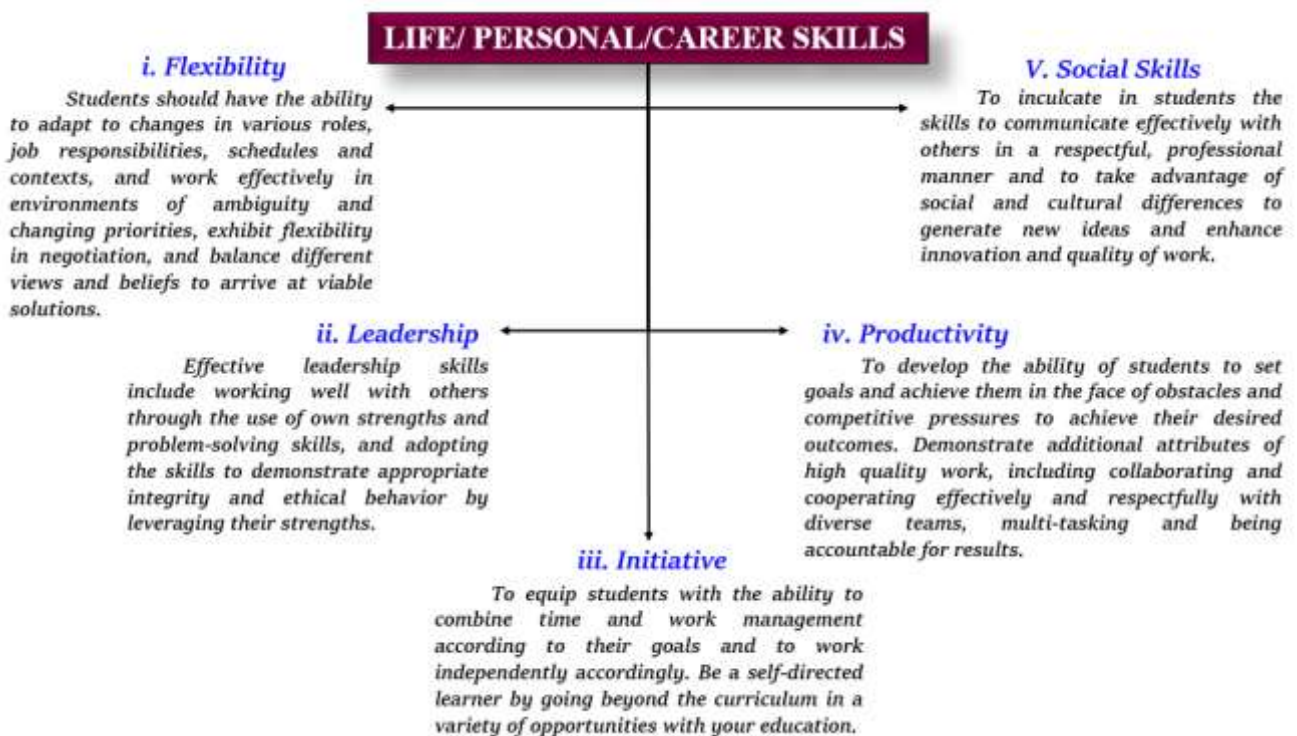 LIFE/ PERSONAL/CAREER SKILLS
i. Flexibility
Students should have the ability
to adapt to changes in various roles,
job responsibilities, schedules and
contexts, and work effectively in
environments of ambiguity and
changing priorities, exhibit flexibility
in negotiation, and balance different
views and beliefs to arrive at viable
solutions.
ii. Leadership
Effective leadership skills
include working well with others
through the use of own strengths and
problem-solving skills, and adopting
the skills to demonstrate appropriate
integrity and ethical behavior by
leveraging their strengths.
iii. Initiative
To equip students with the ability to
combine time and work management
according to their goals and to work
independently accordingly. Be a self-directed
learner by going beyond the curriculum in a
variety of opportunities with your education.
iv. Productivity
To develop the ability of students to set
goals and achieve them in the face of obstacles and
competitive pressures to achieve their desired
outcomes. Demonstrate additional attributes of
high quality work, including collaborating and
cooperating effectively and respectfully with
diverse teams, multi-tasking and being
accountable for results.
V. Social Skills
To inculcate in students the
skills to communicate effectively with
others in a respectful, professional
manner and to take advantage of
social and cultural differences to
generate new ideas and enhance
innovation and quality of work.